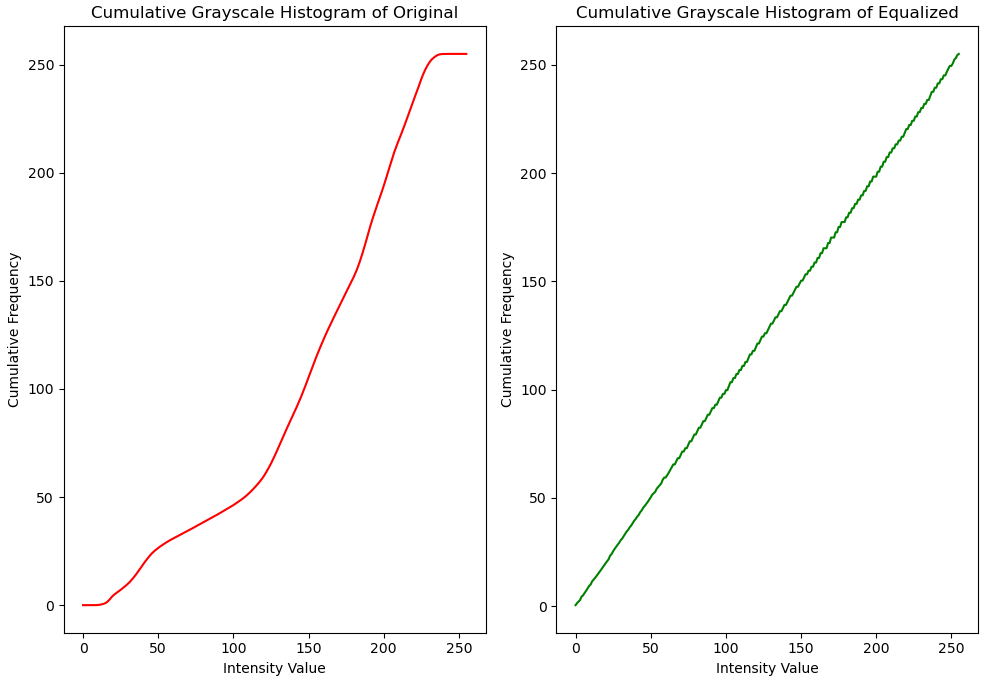 Cumulative Grayscale Histogram of Original
250
200
150
100
50
0
Cumulative Frequency
0 50 100 150 200 250
Intensity Value
Cumulative Grayscale Histogram of Equalized
250
200
150
100
50
0
Cumulative Frequency
0 50 100 150 200 250
Intensity Value